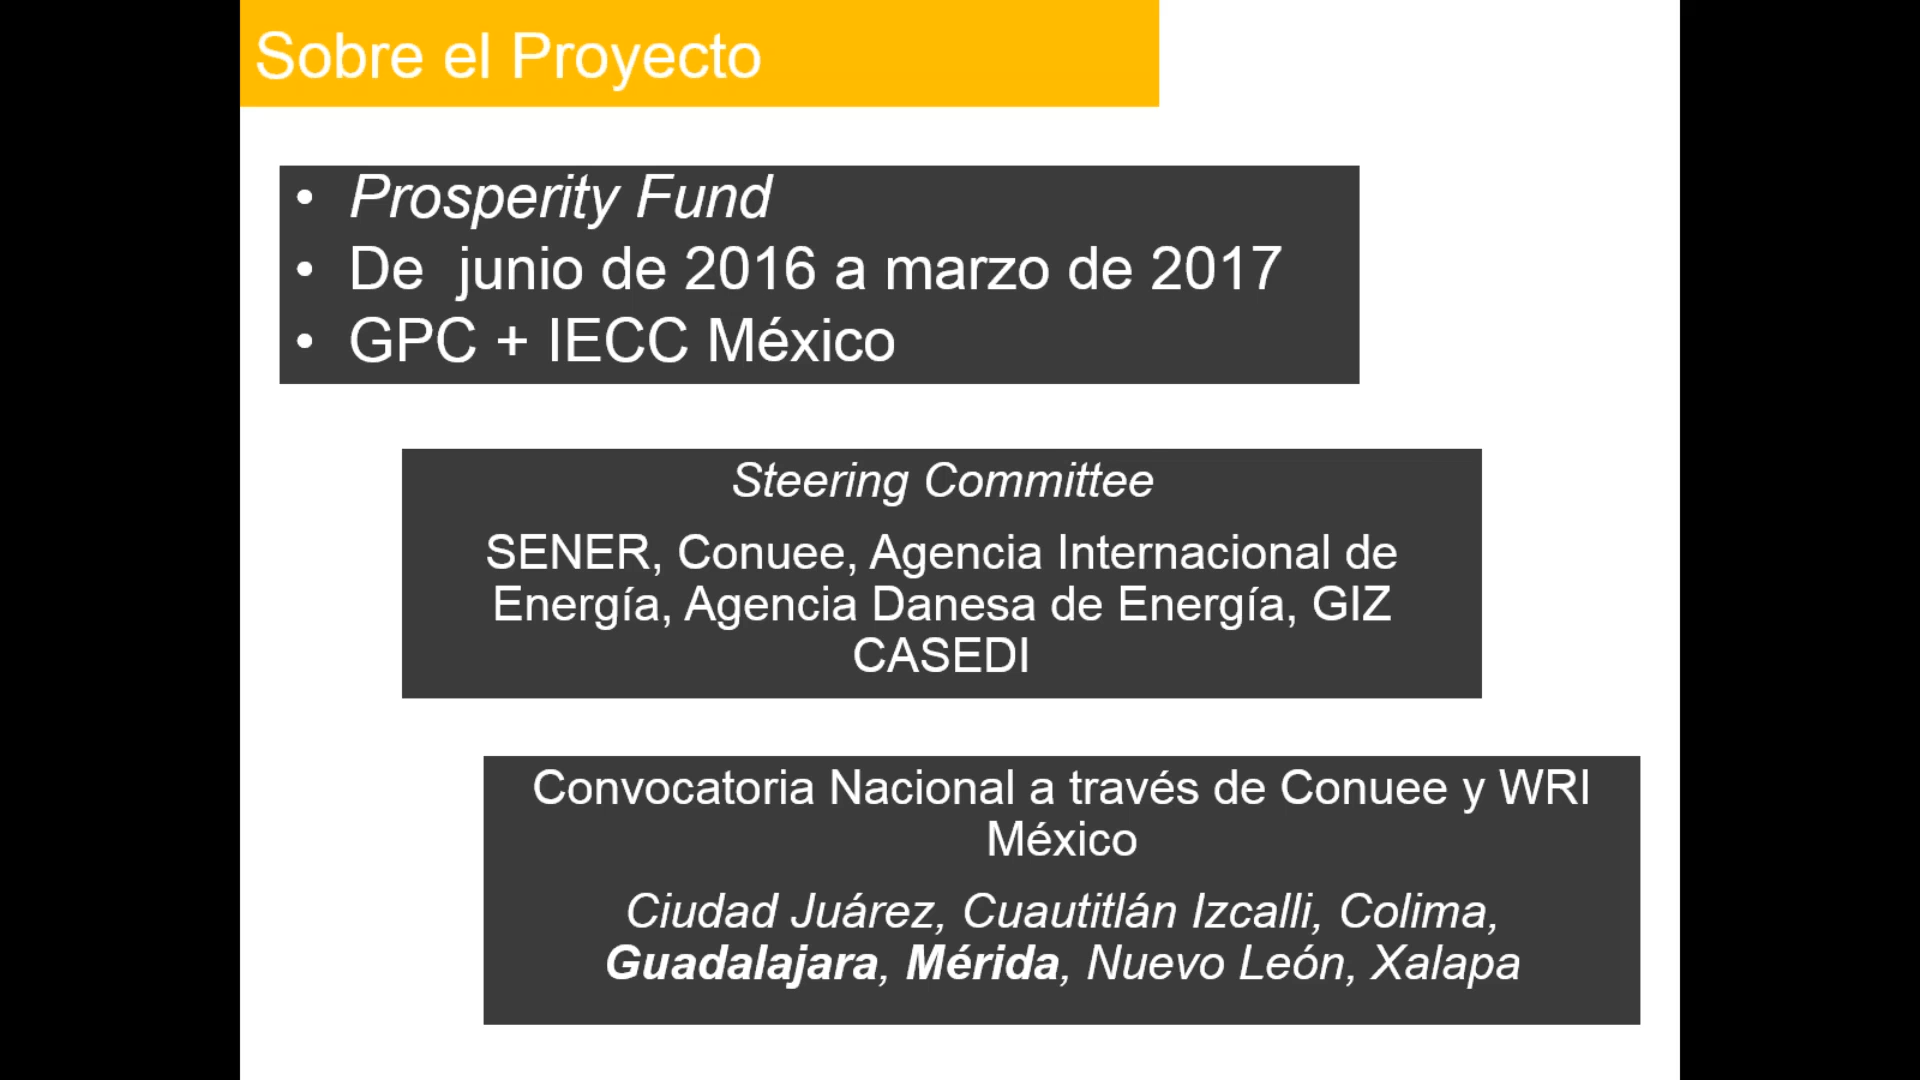 Sobre el Proyecto
• Prosperity Fund
• De  junio de 2016 a marzo de 2017
• GPC + IECC México
Steering Committee
SENER, Conuee, Agencia Internacional de
Energía, Agencia Danesa de Energía, GIZ
CASEDI
Convocatoria Nacional a través de Conuee y WRI
México
Ciudad Juárez, Cuautitlán Izcalli, Colima,
Guadalajara, Mérida, Nuevo León, Xalapa